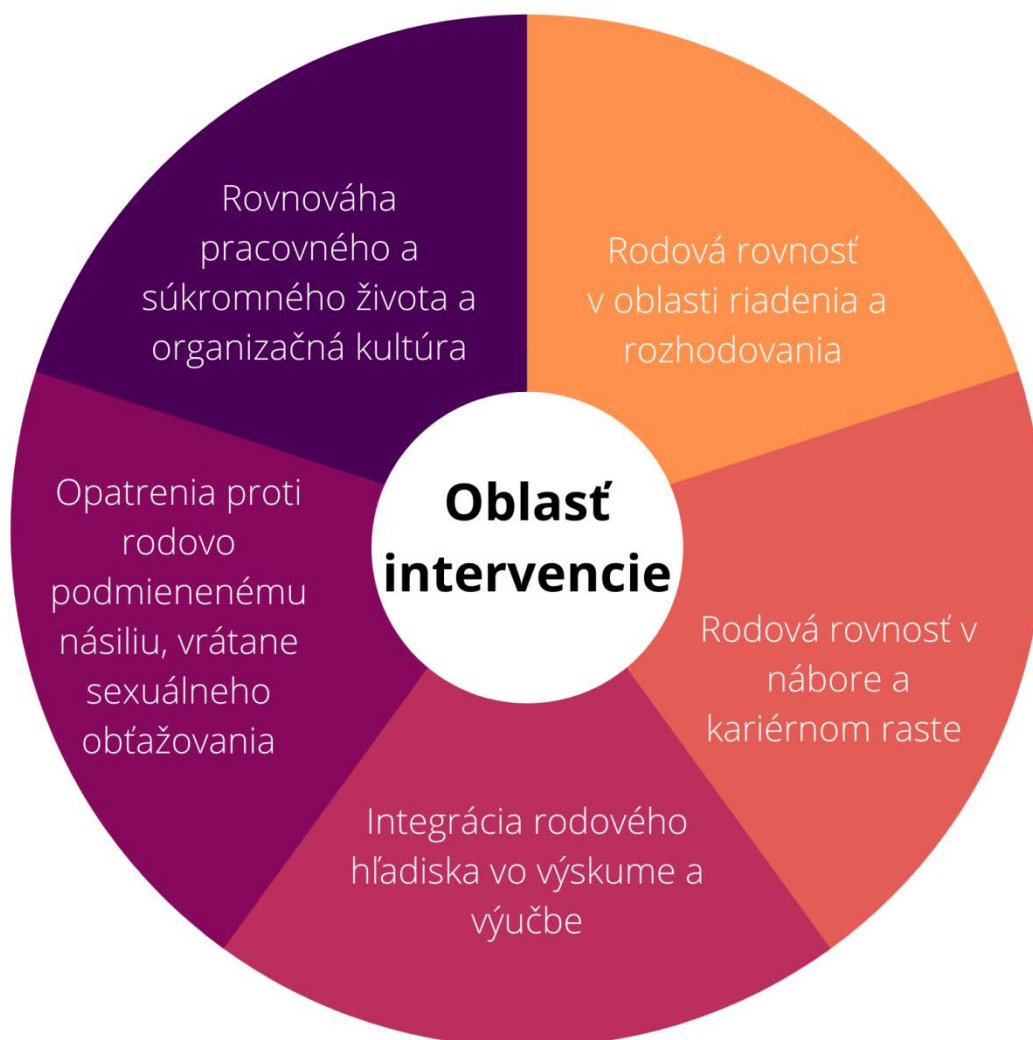 Rovnováha
pracovného a
súkromného života a
organizačná kultúra
Rodová rovnosť
v oblasti riadenia a
rozhodovania
Oblasť
intervencie
Opatrenia proti
rodovo
podmienenému
násiliu, vrátane
sexuálneho
obťažovania
Rodová rovnosť v
nábore a
kariérnom raste
Integrácia rodového
hľadiska vo výskume a
výučbe